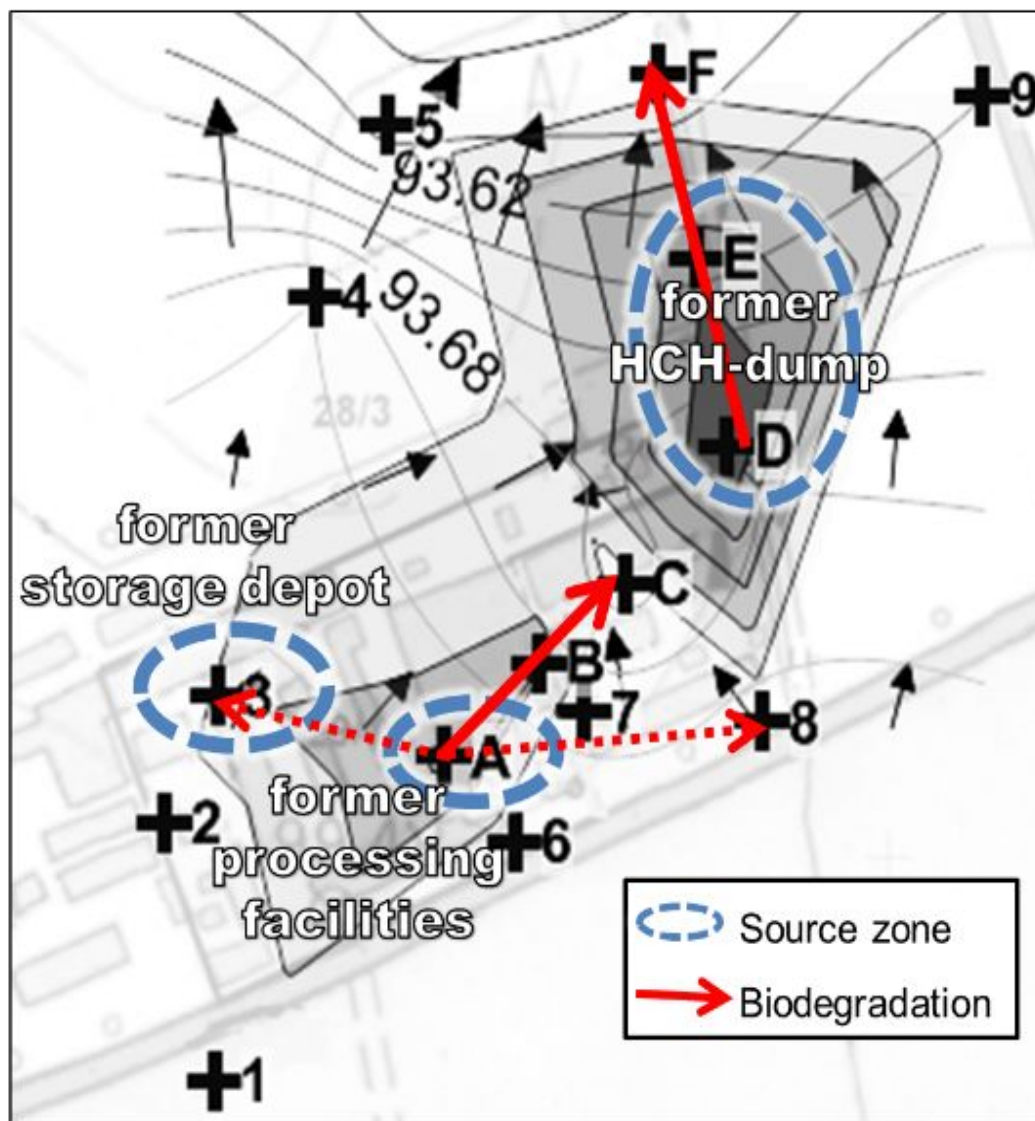 F
9
5
93.62
E
4
former
HCH-dump
93.68
28/3
D
former
storage depot
C
B
3
7
8
A
former
processing
facilities
2
6
Source zone
Biodegradation
1